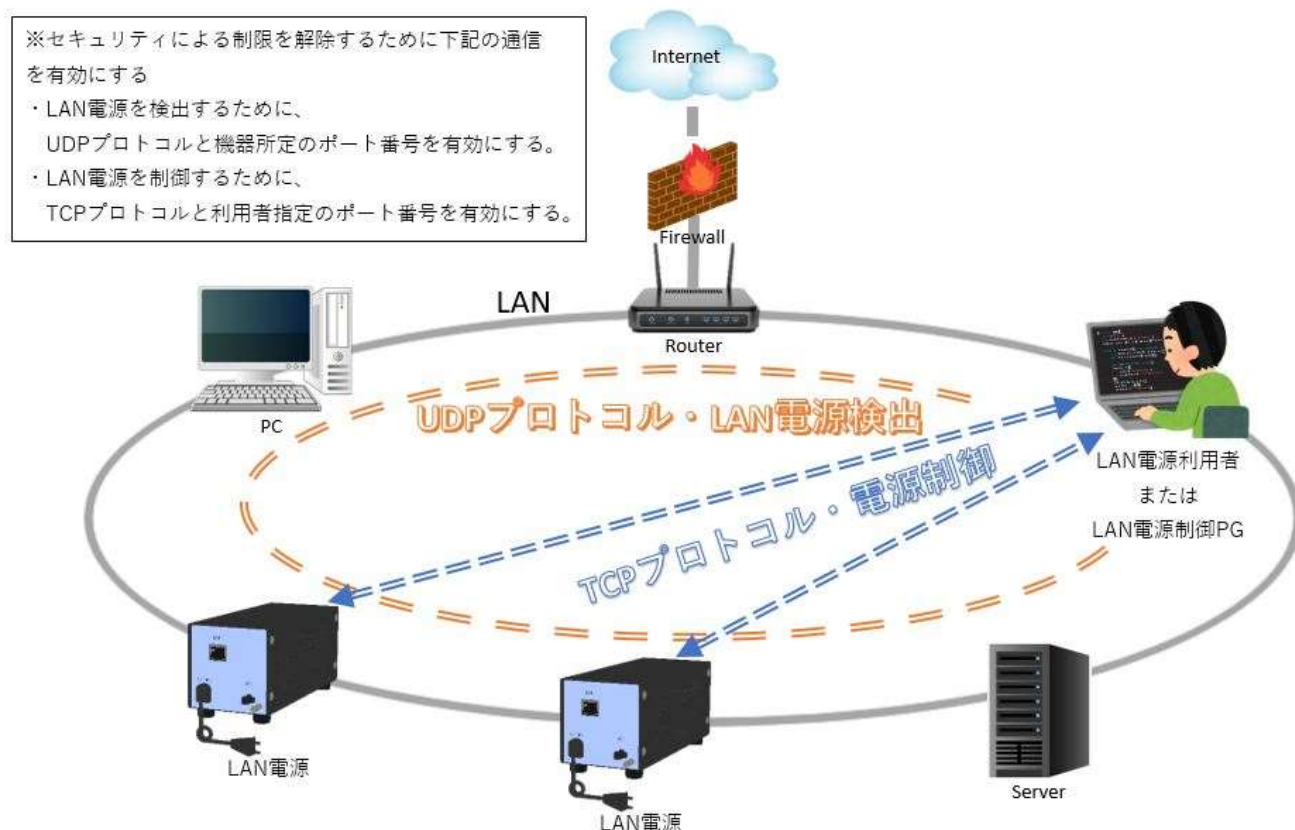 ※セキュリティによる制限を解除するために下記の通信
を有効にする
・LAN電源を検出するために、
UDPプロトコルと機器所定のポート番号を有効にする。
・LAN電源を制御するために、
TCPプロトコルと利用者指定のポート番号を有効にする。
Internet
Firewall
LAN
Router
PC
UDPプロトコル・LAN電源検出
TCPプロトコル・電源制御
LAN電源利用者
または
LAN電源制御PG
LAN電源
LAN電源
Server